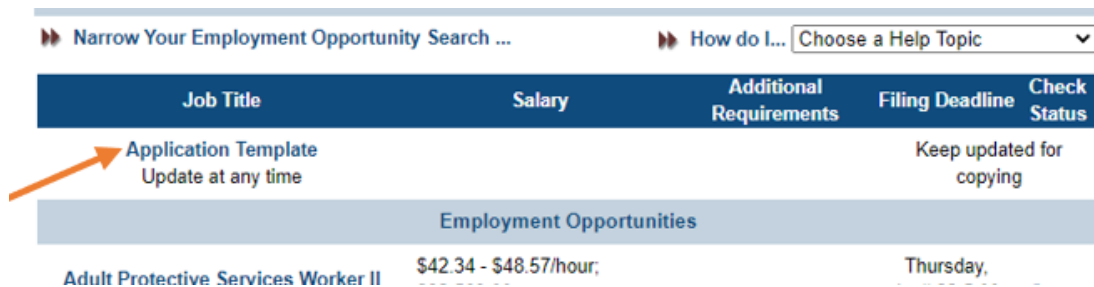 Narrow Your Employment Opportunity Search ...
How do I... Choose a Help Topic
Job Title Salary Additional Requirements Filing Deadline Check Status
Application Template
Update at any time
Keep updated for
copying
Employment Opportunities
Adult Protective Services Worker II
$42.34 - $48.57/hour;
Thursday,